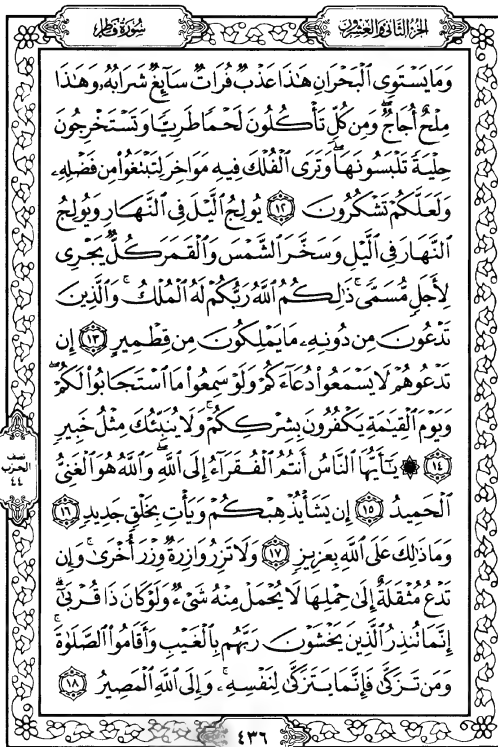 الجزء الثاني والعشرون
سورة فاطر
وَمَا يَسْتَوِى ٱلْبَحْرَانِ هَٰذَا عَذْبٌ فُرَاتٌ سَآئِغٌ شَرَابُهُۥ وَهَٰذَا
مِلْحٌ أُجَاجٌ ۖ وَمِن كُلٍّ تَأْكُلُونَ لَحْمًا طَرِيًّا وَتَسْتَخْرِجُونَ
حِلْيَةً تَلْبَسُونَهَا ۖ وَتَرَى ٱلْفُلْكَ فِيهِ مَوَاخِرَ لِتَبْتَغُوا۟ مِن فَضْلِهِۦ
وَلَعَلَّكُمْ تَشْكُرُونَ ١٢ يُولِجُ ٱلَّيْلَ فِى ٱلنَّهَارِ وَيُولِجُ
ٱلنَّهَارَ فِى ٱلَّيْلِ وَسَخَّرَ ٱلشَّمْسَ وَٱلْقَمَرَ كُلٌّ يَجْرِى
لِأَجَلٍ مُّسَمًّى ۚ ذَٰلِكُمُ ٱللَّهُ رَبُّكُمْ لَهُ ٱلْمُلْكُ ۚ وَٱلَّذِينَ
تَدْعُونَ مِن دُونِهِۦ مَا يَمْلِكُونَ مِن قِطْمِيرٍ ١٣ إِن
تَدْعُوهُمْ لَا يَسْمَعُوا۟ دُعَآءَكُمْ وَلَوْ سَمِعُوا۟ مَا ٱسْتَجَابُوا۟ لَكُمْ ۖ
وَيَوْمَ ٱلْقِيَٰمَةِ يَكْفُرُونَ بِشِرْكِكُمْ ۚ وَلَا يُنَبِّئُكَ مِثْلُ خَبِيرٍ
١٤ ۞ يَٰٓأَيُّهَا ٱلنَّاسُ أَنتُمُ ٱلْفُقَرَآءُ إِلَى ٱللَّهِ ۖ وَٱللَّهُ هُوَ ٱلْغَنِىُّ
ٱلْحَمِيدُ ١٥ إِن يَشَأْ يُذْهِبْكُمْ وَيَأْتِ بِخَلْقٍ جَدِيدٍ ١٦
وَمَا ذَٰلِكَ عَلَى ٱللَّهِ بِعَزِيزٍ ١٧ وَلَا تَزِرُ وَازِرَةٌ وِزْرَ أُخْرَىٰ ۚ وَإِن
تَدْعُ مُثْقَلَةٌ إِلَىٰ حِمْلِهَا لَا يُحْمَلْ مِنْهُ شَىْءٌ وَلَوْ كَانَ ذَا قُرْبَىٰٓ ۗ
إِنَّمَا تُنذِرُ ٱلَّذِينَ يَخْشَوْنَ رَبَّهُم بِٱلْغَيْبِ وَأَقَامُوا۟ ٱلصَّلَوٰةَ ۚ
وَمَن تَزَكَّىٰ فَإِنَّمَا يَتَزَكَّىٰ لِنَفْسِهِۦ ۚ وَإِلَى ٱللَّهِ ٱلْمَصِيرُ ١٨
نصف
الحزب
٤٤
٤٣٦